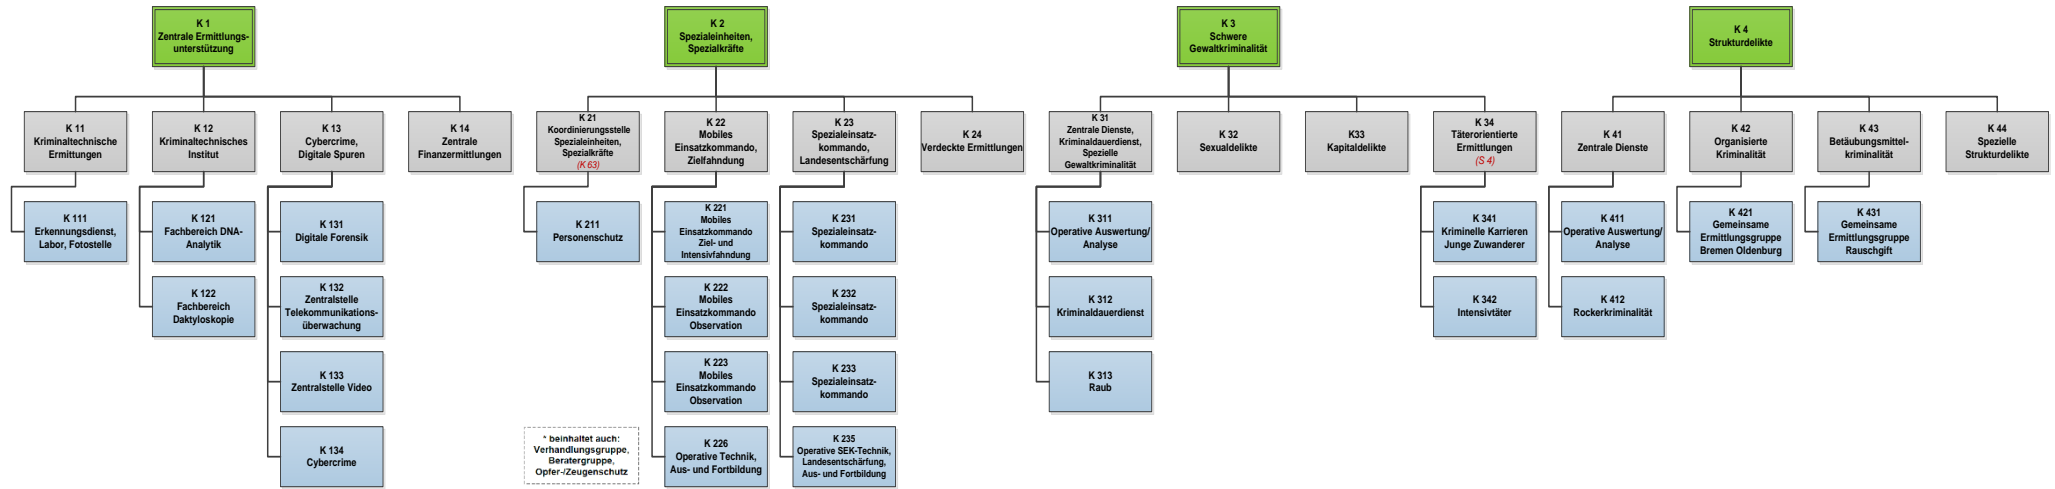 K 1
Zentrale Ermittlungs-
unterstützung
K 2
Spezialeinheiten,
Spezialkräfte
K 3
Schwere
Gewaltkriminalität
K 4
Strukturdelikte
K 11
Kriminaltechnische
Ermittungen
K 12
Kriminaltechnisches
Institut
K 13
Cybercrime,
Digitale Spuren
K 14
Zentrale
Finanzermittlungen
K 21
Koordinierungsstelle
Spezialeinheiten,
Spezialkräfte
(K 63)
K 22
Mobiles
Einsatzkommando,
Zielfahndung
K 23
Spezialeinsatz-
kommando,
Landesentschärfung
K 24
Verdeckte Ermittlungen
K 31
Zentrale Dienste,
Kriminaldauerdienst,
Spezielle
Gewaltkriminalität
K 32
Sexualdelikte
K33
Kapitaldelikte
K 34
Täterorientierte
Ermittlungen
(S 4)
K 41
Zentrale Dienste
K 42
Organisierte
Kriminalität
K 43
Betäubungsmittel-
kriminalität
K 44
Spezielle
Strukturdelikte
K 111
Erkennungsdienst,
Labor, Fotostelle
K 121
Fachbereich DNA-
Analytik
K 131
Digitale Forensik
K 211
Personenschutz
K 221
Mobiles
Einsatzkommando
Ziel- und
Intensivfahndung
K 231
Spezialeinsatz-
kommando
K 311
Operative Auswertung/
Analyse
K 341
Kriminelle Karrieren
Junge Zuwanderer
K 411
Operative Auswertung/
Analyse
K 421
Gemeinsame
Ermittlungsgruppe
Bremen Oldenburg
K 431
Gemeinsame
Ermittlungsgruppe
Rauschgift
K 122
Fachbereich
Daktyloskopie
K 132
Zentralstelle
Telekommunikations-
überwachung
K 222
Mobiles
Einsatzkommando
Observation
K 232
Spezialeinsatz-
kommando
K 312
Kriminaldauerdienst
K 342
Intensivtäter
K 412
Rockerkriminalität
K 133
Zentralstelle Video
K 223
Mobiles
Einsatzkommando
Observation
K 233
Spezialeinsatz-
kommando
K 313
Raub
K 134
Cybercrime
* beinhaltet auch:
Verhandlungsgruppe,
Beratergruppe,
Opfer-/Zeugenschutz
K 226
Operative Technik,
Aus- und Fortbildung
K 235
Operative SEK-Technik,
Landesentschärfung,
Aus- und Fortbildung